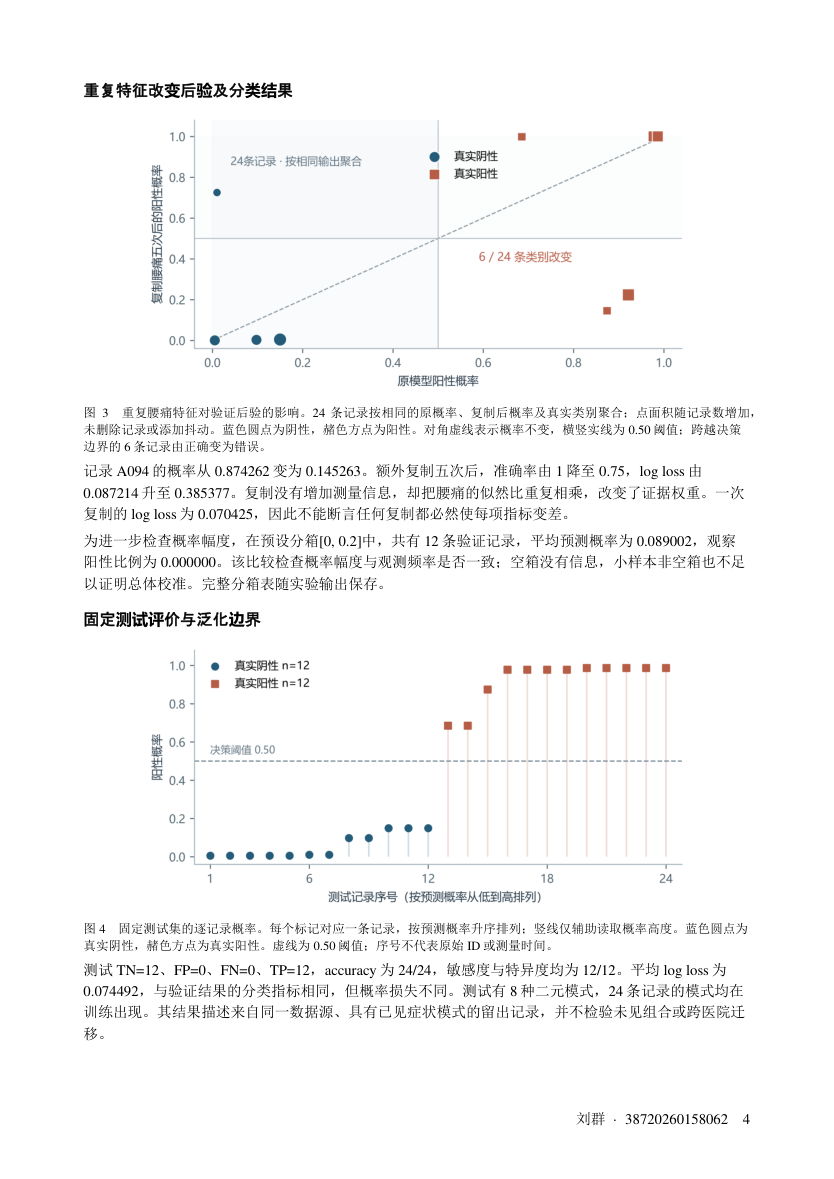 重复特征改变后验及分类结果
1.0
0.8
0.6
0.4
0.2
0.0
复制腰痛五次后的阳性概率
24条记录 · 按相同输出聚合
真实阴性
真实阳性
6 / 24 条类别改变
0.0 0.2 0.4 0.6 0.8 1.0
原模型阳性概率
图 3 重复腰痛特征对验证后验的影响。24 条记录按相同的原概率、复制后概率及真实类别聚合；点面积随记录数增加，
未删除记录或添加抖动。蓝色圆点为阴性，赭色方点为阳性。对角虚线表示概率不变，横竖实线为 0.50 阈值；跨越决策
边界的 6 条记录由正确变为错误。
记录 A094 的概率从 0.874262 变为 0.145263。额外复制五次后，准确率由 1 降至 0.75，log loss 由
0.087214 升至 0.385377。复制没有增加测量信息，却把腰痛的似然比重复相乘，改变了证据权重。一次
复制的 log loss 为 0.070425，因此不能断言任何复制都必然使每项指标变差。
为进一步检查概率幅度，在预设分箱[0, 0.2]中，共有 12 条验证记录，平均预测概率为 0.089002，观察
阳性比例为 0.000000。该比较检查概率幅度与观测频率是否一致；空箱没有信息，小样本非空箱也不足
以证明总体校准。完整分箱表随实验输出保存。
固定测试评价与泛化边界
1.0
0.8
0.6
0.4
0.2
0.0
阳性概率
真实阴性 n=12
真实阳性 n=12
决策阈值 0.50
1 6 12 18 24
测试记录序号（按预测概率从低到高排列）
图 4 固定测试集的逐记录概率。每个标记对应一条记录，按预测概率升序排列；竖线仅辅助读取概率高度。蓝色圆点为
真实阴性，赭色方点为真实阳性。虚线为 0.50 阈值；序号不代表原始 ID 或测量时间。
测试 TN=12、FP=0、FN=0、TP=12，accuracy 为 24/24，敏感度与特异度均为 12/12。平均 log loss 为
0.074492，与验证结果的分类指标相同，但概率损失不同。测试有 8 种二元模式，24 条记录的模式均在
训练出现。其结果描述来自同一数据源、具有已见症状模式的留出记录，并不检验未见组合或跨医院迁
移。
刘群 · 38720260158062 4